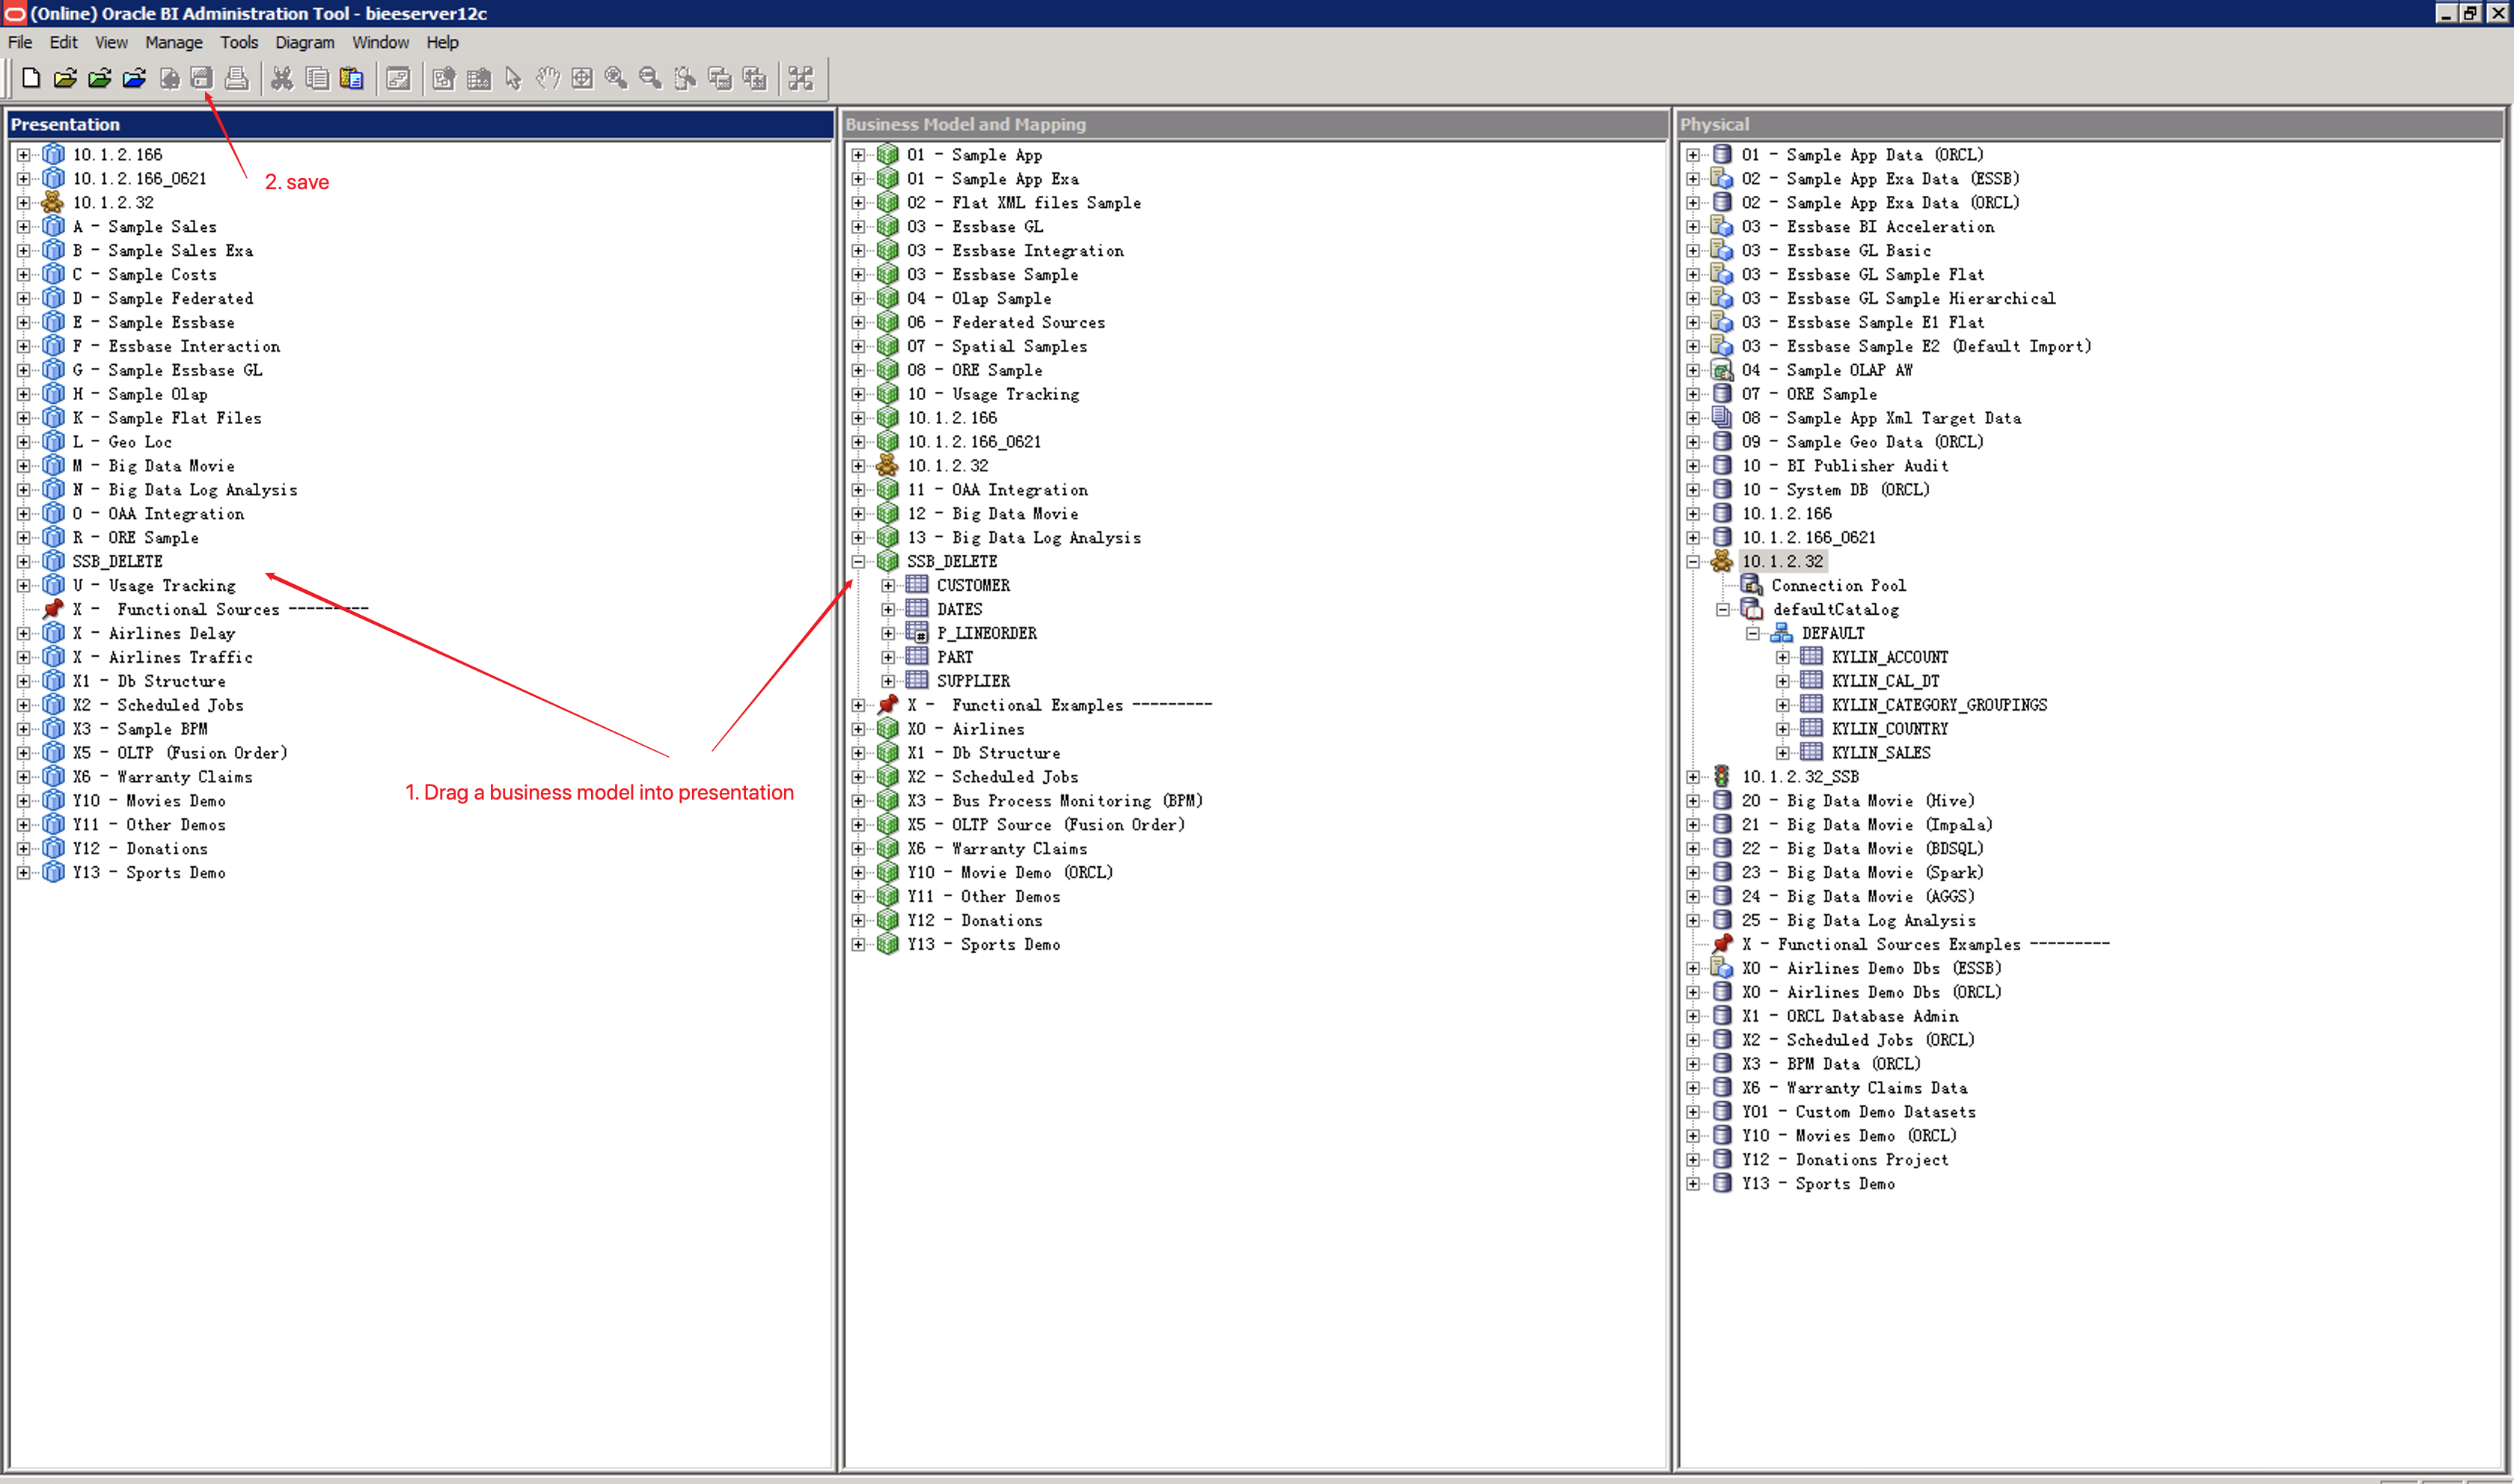 (Online) Oracle BI Administration Tool - bieeserver12c
File Edit View Manage Tools Diagram Window Help
Presentation
10.1.2.166
10.1.2.166_0621
10.1.2.32
A - Sample Sales
B - Sample Sales Exa
C - Sample Costs
D - Sample Federated
E - Sample Essbase
F - Essbase Interaction
G - Sample Essbase GL
H - Sample Olap
K - Sample Flat Files
L - Geo Loc
M - Big Data Movie
N - Big Data Log Analysis
O - OAA Integration
R - ORE Sample
SSB_DELETE
U - Usage Tracking
X - Functional Sources ---------
X - Airlines Delay
X - Airlines Traffic
X1 - Db Structure
X2 - Scheduled Jobs
X3 - Sample BPM
X5 - OLTP (Fusion Order)
X6 - Warranty Claims
Y10 - Movies Demo
Y11 - Other Demos
Y12 - Donations
Y13 - Sports Demo
2. save
1. Drag a business model into presentation
Business Model and Mapping
01 - Sample App
01 - Sample App Exa
02 - Flat XML files Sample
03 - Essbase GL
03 - Essbase Integration
03 - Essbase Sample
04 - Olap Sample
06 - Federated Sources
07 - Spatial Samples
08 - ORE Sample
10 - Usage Tracking
10.1.2.166
10.1.2.166_0621
10.1.2.32
11 - OAA Integration
12 - Big Data Movie
13 - Big Data Log Analysis
SSB_DELETE
CUSTOMER
DATES
P_LINEORDER
PART
SUPPLIER
X - Functional Examples ---------
X0 - Airlines
X1 - Db Structure
X2 - Scheduled Jobs
X3 - Bus Process Monitoring (BPM)
X5 - OLTP Source (Fusion Order)
X6 - Warranty Claims
Y10 - Movie Demo (ORCL)
Y11 - Other Demos
Y12 - Donations
Y13 - Sports Demo
Physical
01 - Sample App Data (ORCL)
02 - Sample App Exa Data (ESSB)
02 - Sample App Exa Data (ORCL)
03 - Essbase BI Acceleration
03 - Essbase GL Basic
03 - Essbase GL Sample Flat
03 - Essbase GL Sample Hierarchical
03 - Essbase Sample E1 Flat
03 - Essbase Sample E2 (Default Import)
04 - Sample OLAP AW
07 - ORE Sample
08 - Sample App Xml Target Data
09 - Sample Geo Data (ORCL)
10 - BI Publisher Audit
10 - System DB (ORCL)
10.1.2.166
10.1.2.166_0621
10.1.2.32
Connection Pool
defaultCatalog
DEFAULT
KYLIN_ACCOUNT
KYLIN_CAL_DT
KYLIN_CATEGORY_GROUPINGS
KYLIN_COUNTRY
KYLIN_SALES
10.1.2.32_SSB
20 - Big Data Movie (Hive)
21 - Big Data Movie (Impala)
22 - Big Data Movie (BDSQL)
23 - Big Data Movie (Spark)
24 - Big Data Movie (AGGS)
25 - Big Data Log Analysis
X - Functional Sources Examples ---------
X0 - Airlines Demo Dbs (ESSB)
X0 - Airlines Demo Dbs (ORCL)
X1 - ORCL Database Admin
X2 - Scheduled Jobs (ORCL)
X3 - BPM Data (ORCL)
X6 - Warranty Claims Data
Y01 - Custom Demo Datasets
Y10 - Movies Demo (ORCL)
Y12 - Donations Project
Y13 - Sports Demo